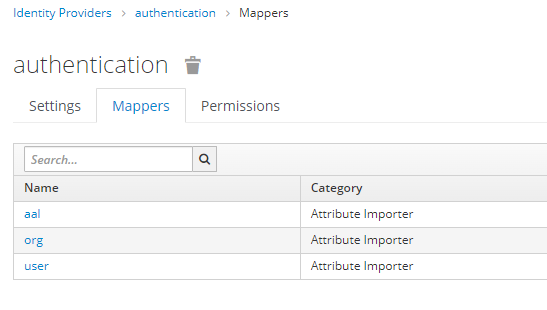 Identity Providers > authentication > Mappers
authentication
Settings Mappers Permissions
Search...
Name Category
aal Attribute Importer
org Attribute Importer
user Attribute Importer